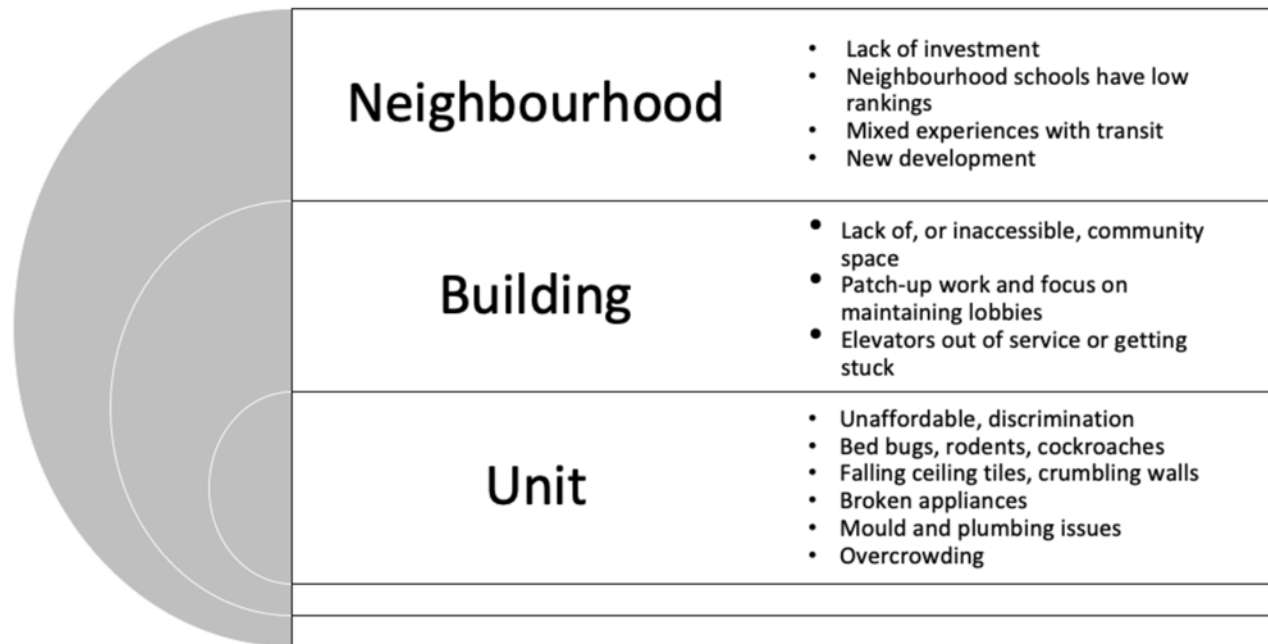 Neighbourhood
• Lack of investment
• Neighbourhood schools have low
rankings
• Mixed experiences with transit
• New development
Building
• Lack of, or inaccessible, community
space
• Patch-up work and focus on
maintaining lobbies
• Elevators out of service or getting
stuck
Unit
• Unaffordable, discrimination
• Bed bugs, rodents, cockroaches
• Falling ceiling tiles, crumbling walls
• Broken appliances
• Mould and plumbing issues
• Overcrowding